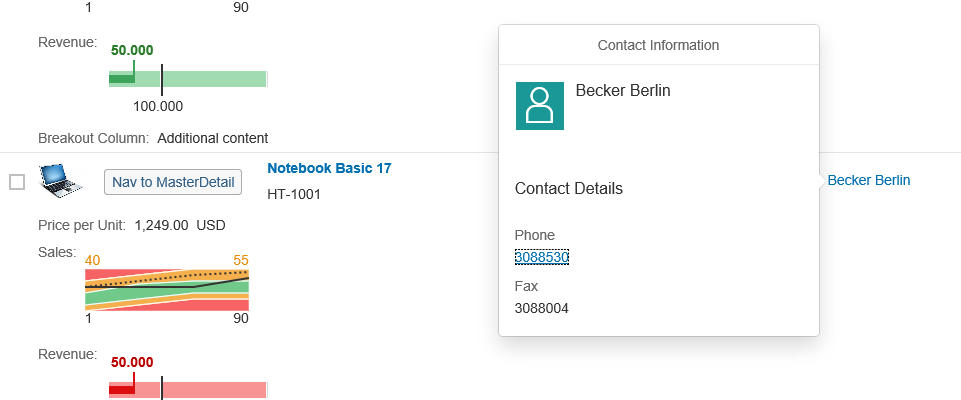 1 90
Revenue:
50.000
100.000
Breakout Column: Additional content
Nav to MasterDetail
Notebook Basic 17
HT-1001
Price per Unit: 1,249.00 USD
Sales:
40 55
1 90
Revenue:
50.000
Contact Information
Becker Berlin
Contact Details
Phone
3088530
Fax
3088004
Becker Berlin